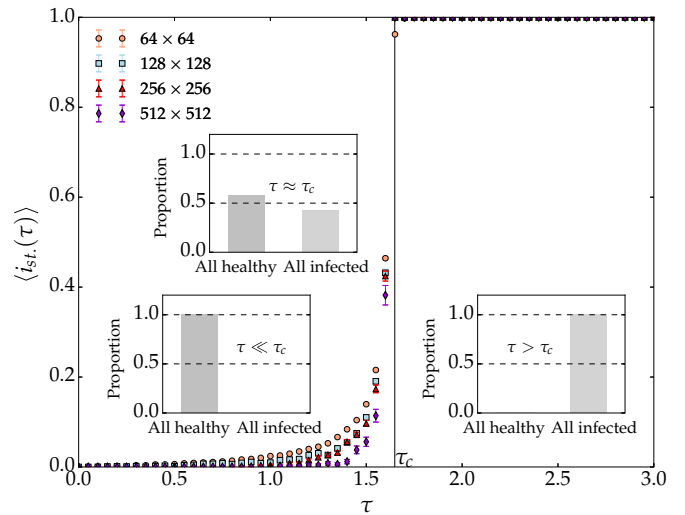 1.0
0.8
0.6
0.4
0.2
0.0
⟨i_{st.}(τ)⟩
64 × 64
128 × 128
256 × 256
512 × 512
Proportion
1.0
0.5
0.0
τ ≈ τ_c
All healthy All infected
Proportion
1.0
0.5
0.0
τ ≪ τ_c
All healthy All infected
Proportion
1.0
0.5
0.0
τ > τ_c
All healthy All infected
τ_c
0.0 0.5 1.0 1.5 2.0 2.5 3.0
τ